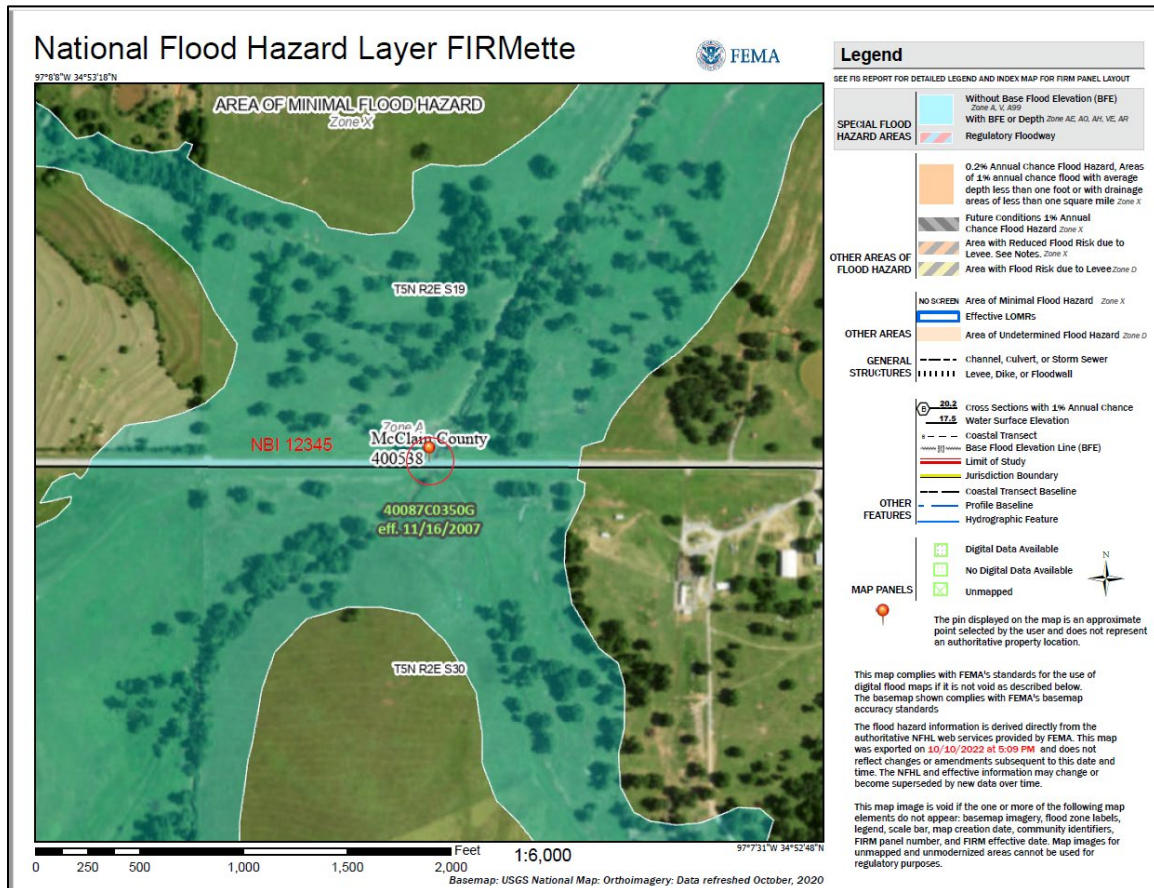 National Flood Hazard Layer FIRMette
FEMA
97°8'8"W 34°53'18"N
AREA OF MINIMAL FLOOD HAZARD
Zone X
T5N R2E S19
Zone A
NBI 12345
McClain County
400538
40087C0350G
eff. 11/16/2007
T5N R2E S30
97°7'31"W 34°52'48"N
Feet
1:6,000
0 250 500 1,000 1,500 2,000
Basemap: USGS National Map: Orthoimagery: Data refreshed October, 2020
Legend
SEE FIS REPORT FOR DETAILED LEGEND AND INDEX MAP FOR FIRM PANEL LAYOUT
SPECIAL FLOOD
HAZARD AREAS
Without Base Flood Elevation (BFE)
Zone A, V, A99
With BFE or Depth Zone AE, AO, AH, VE, AR
Regulatory Floodway
0.2% Annual Chance Flood Hazard, Areas
of 1% annual chance flood with average
depth less than one foot or with drainage
areas of less than one square mile Zone X
Future Conditions 1% Annual
Chance Flood Hazard Zone X
Area with Reduced Flood Risk due to
Levee. See Notes. Zone X
Area with Flood Risk due to Levee Zone D
OTHER AREAS OF
FLOOD HAZARD
NO SCREEN Area of Minimal Flood Hazard Zone X
Effective LOMRs
OTHER AREAS
Area of Undetermined Flood Hazard Zone D
GENERAL
STRUCTURES
Channel, Culvert, or Storm Sewer
Levee, Dike, or Floodwall
B 20.2 Cross Sections with 1% Annual Chance
17.5 Water Surface Elevation
8 Coastal Transect
Base Flood Elevation Line (BFE)
Limit of Study
Jurisdiction Boundary
Coastal Transect Baseline
OTHER
FEATURES
Profile Baseline
Hydrographic Feature
Digital Data Available
No Digital Data Available
Unmapped
MAP PANELS
N
The pin displayed on the map is an approximate
point selected by the user and does not represent
an authoritative property location.
This map complies with FEMA's standards for the use of
digital flood maps if it is not void as described below.
The basemap shown complies with FEMA's basemap
accuracy standards
The flood hazard information is derived directly from the
authoritative NFHL web services provided by FEMA. This map
was exported on 10/10/2022 at 5:09 PM and does not
reflect changes or amendments subsequent to this date and
time. The NFHL and effective information may change or
become superseded by new data over time.
This map image is void if the one or more of the following map
elements do not appear: basemap imagery, flood zone labels,
legend, scale bar, map creation date, community identifiers,
FIRM panel number, and FIRM effective date. Map images for
unmapped and unmodernized areas cannot be used for
regulatory purposes.